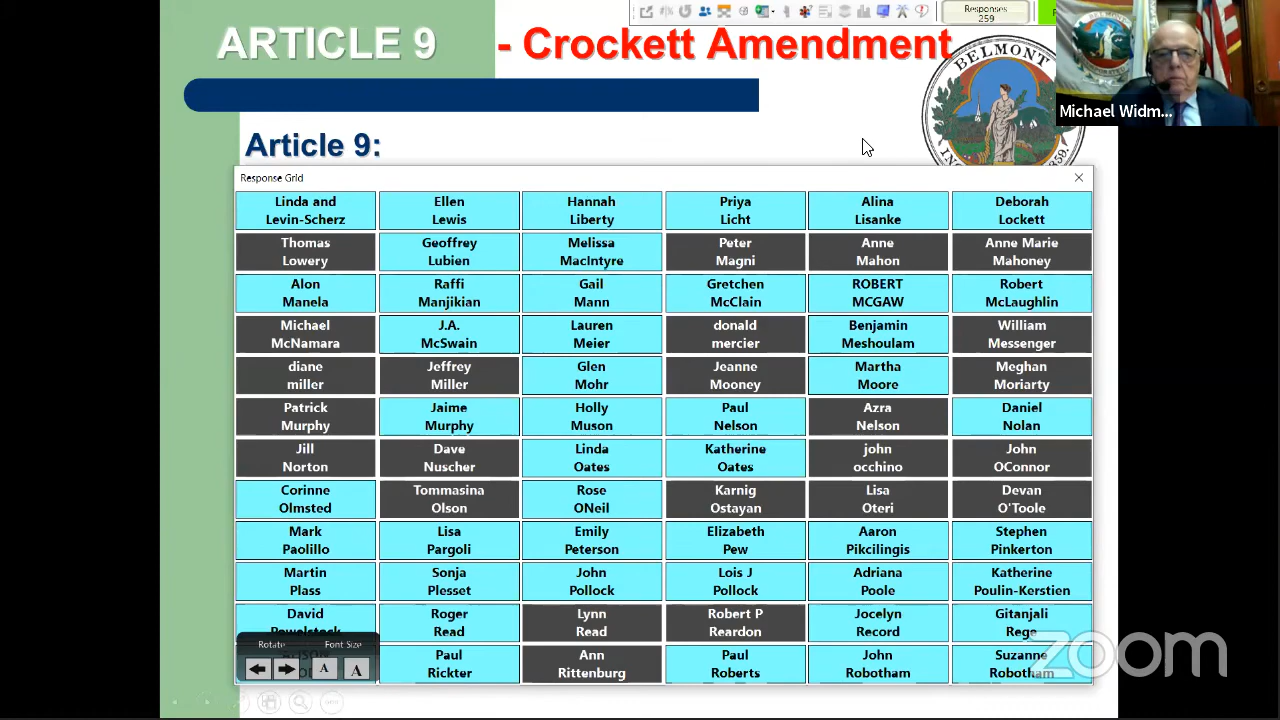 Responses
259
ARTICLE 9 - Crockett Amendment
BELMONT
1859.
Michael Widm...
Article 9:
Response Grid
Linda and Levin-Scherz
Ellen Lewis
Hannah Liberty
Priya Licht
Alina Lisanke
Deborah Lockett
Thomas Lowery
Geoffrey Lubien
Melissa MacIntyre
Peter Magni
Anne Mahon
Anne Marie Mahoney
Alon Manela
Raffi Manjikian
Gail Mann
Gretchen McClain
ROBERT MCGAW
Robert McLaughlin
Michael McNamara
J.A. McSwain
Lauren Meier
donald mercier
Benjamin Meshoulam
William Messenger
diane miller
Jeffrey Miller
Glen Mohr
Jeanne Mooney
Martha Moore
Meghan Moriarty
Patrick Murphy
Jaime Murphy
Holly Muson
Paul Nelson
Azra Nelson
Daniel Nolan
Jill Norton
Dave Nuscher
Linda Oates
Katherine Oates
john occhino
John OConnor
Corinne Olmsted
Tommasina Olson
Rose ONeil
Karnig Ostayan
Lisa Oteri
Devan O'Toole
Mark Paolillo
Lisa Pargoli
Emily Peterson
Elizabeth Pew
Aaron Pikcilingis
Stephen Pinkerton
Martin Plass
Sonja Plesset
John Pollock
Lois J Pollock
Adriana Poole
Katherine Poulin-Kerstien
David
Roger Read
Lynn Read
Robert P Reardon
Jocelyn Record
Gitanjali Rege
Rotate
Font Size
A
A
Paul Rickter
Ann Rittenburg
Paul Roberts
John Robotham
Suzanne Robotham
zoom